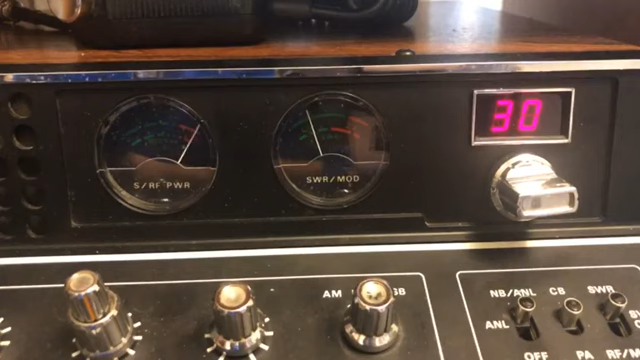 30
S/RF PWR
SWR/MOD
AM
SB
NB/ANL CB SWR
ANL
OFF PA RF/M